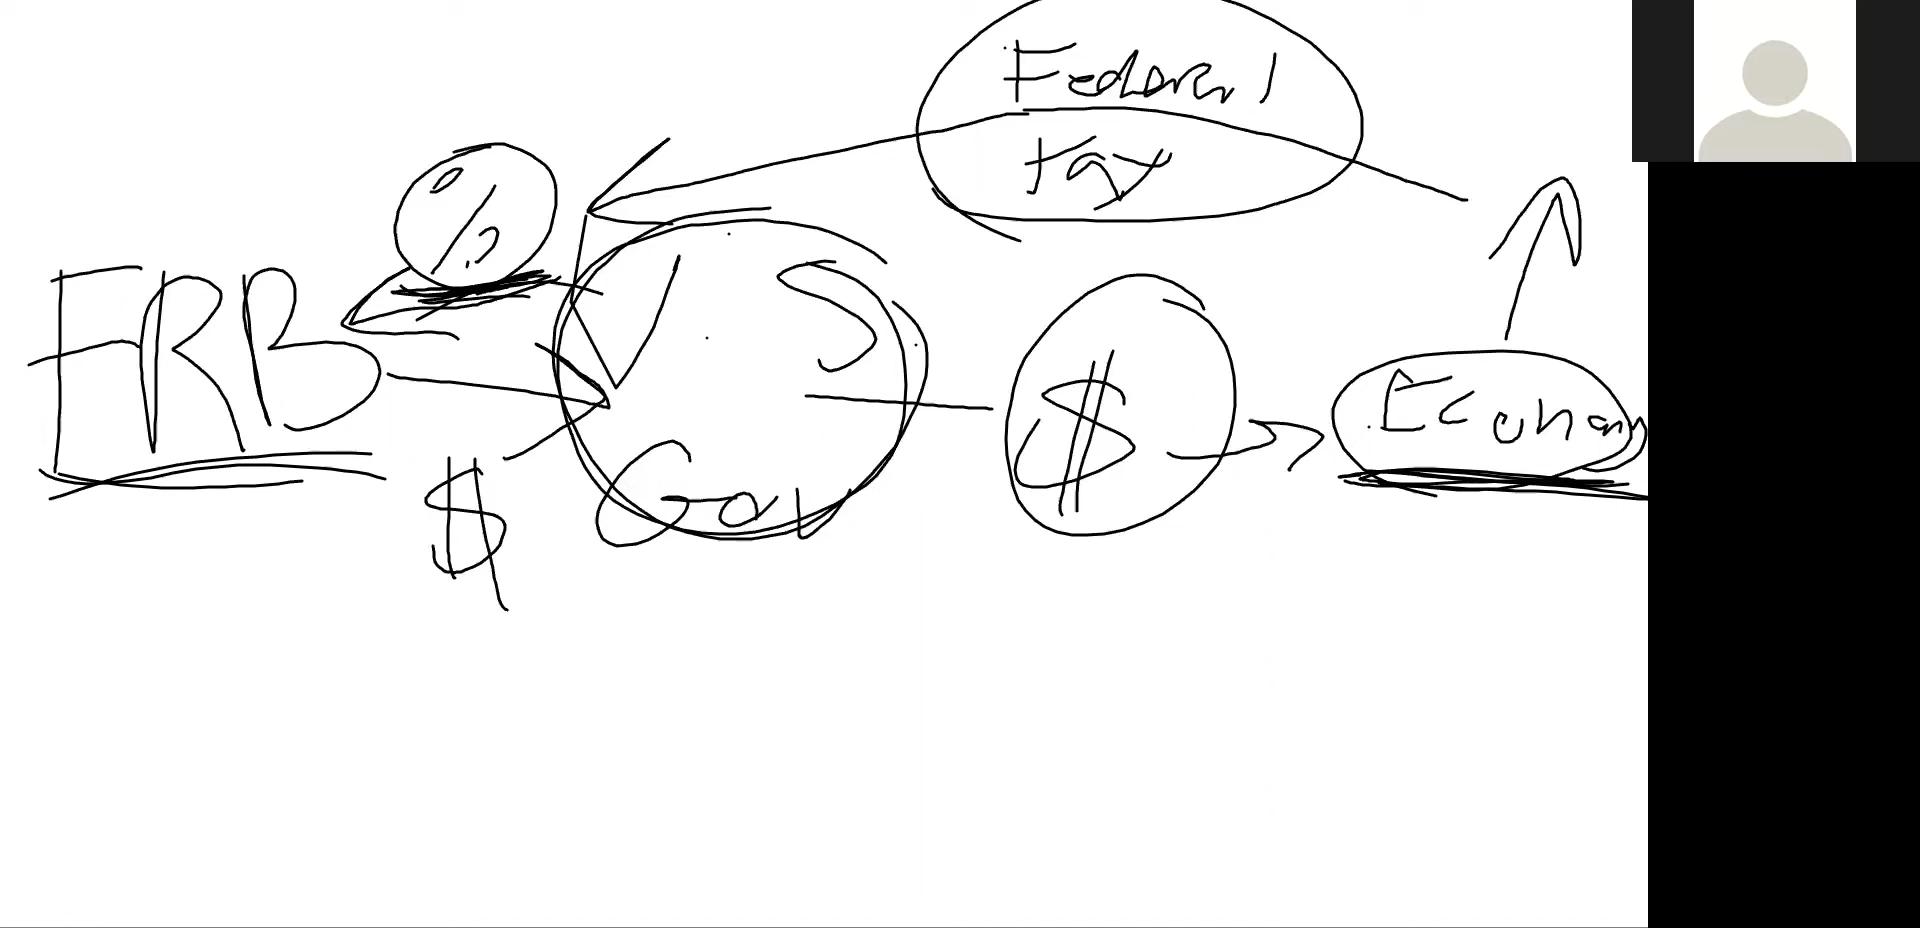 Federal
tax
%
FRB
US
Gov
$
$
Economy